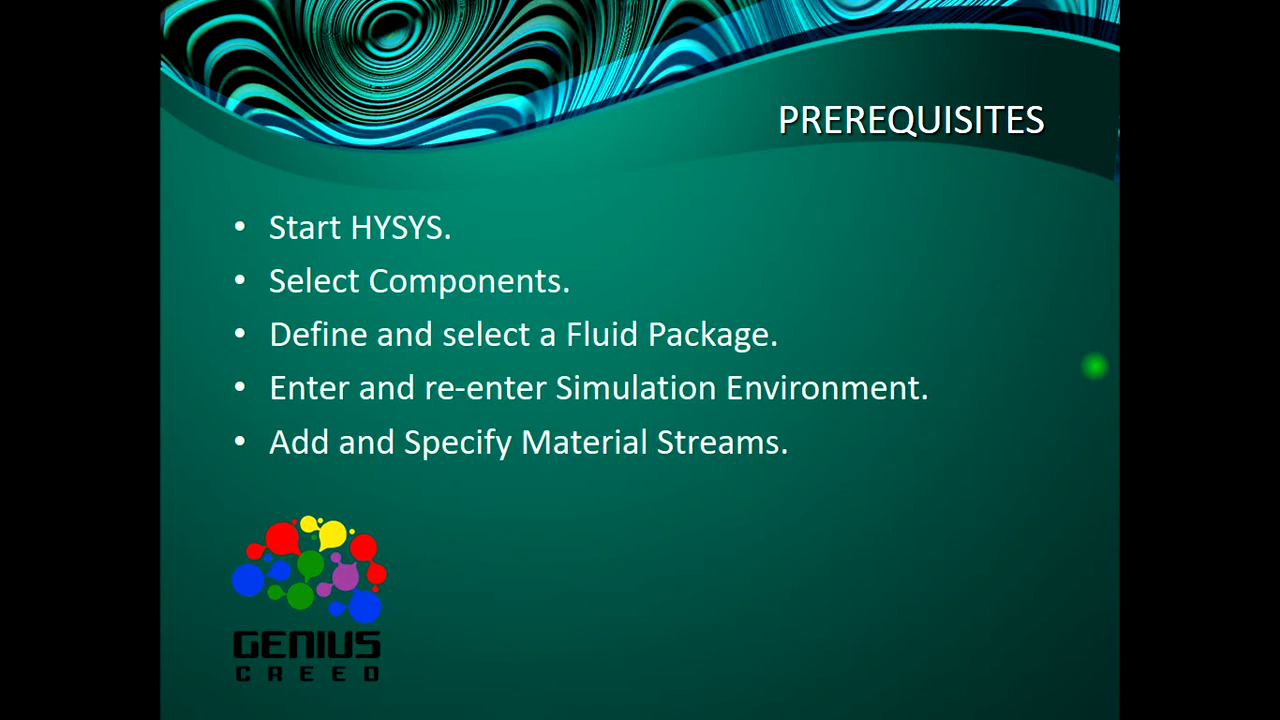 PREREQUISITES
• Start HYSYS.
• Select Components.
• Define and select a Fluid Package.
• Enter and re-enter Simulation Environment.
• Add and Specify Material Streams.
GENIUS
CREED